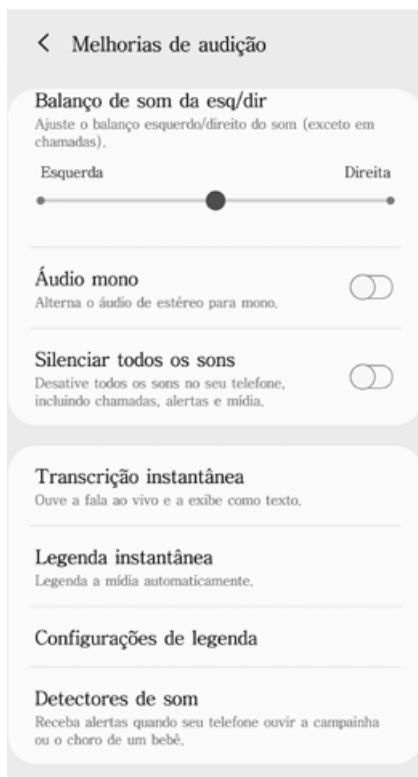 Melhorias de audição
Balanço de som da esq/dir
Ajuste o balanço esquerdo/direito do som (exceto em
chamadas).
Esquerda Direita
Áudio mono
Alterna o áudio de estéreo para mono.
Silenciar todos os sons
Desative todos os sons no seu telefone,
incluindo chamadas, alertas e mídia.
Transcrição instantânea
Ouve a fala ao vivo e a exibe como texto.
Legenda instantânea
Legenda a mídia automaticamente.
Configurações de legenda
Detectores de som
Receba alertas quando seu telefone ouvir a campainha
ou o choro de um bebê.